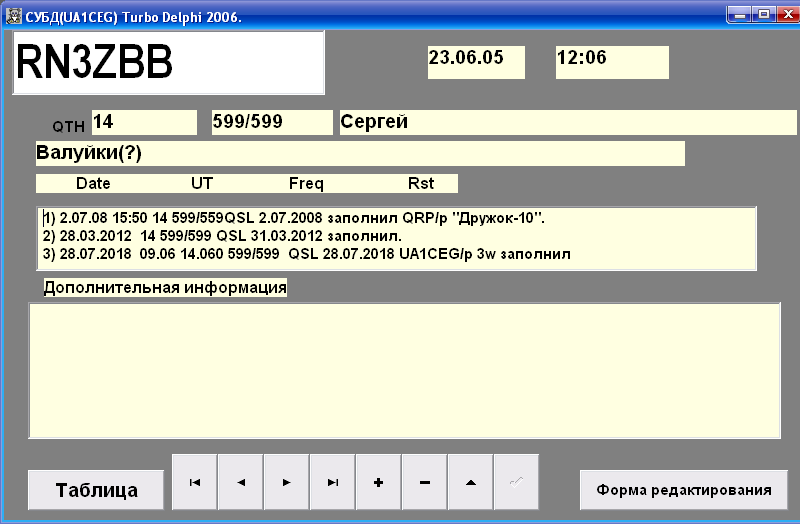 СУБД(UA1CEG) Turbo Delphi 2006.
RN3ZBB
23.06.05 12:06
QTH 14 599/599 Сергей
Валуйки(?)
Date UT Freq Rst
1) 2.07.08 15:50 14 599/559QSL 2.07.2008 заполнил QRP/p "Дружок-10".
2) 28.03.2012 14 599/599 QSL 31.03.2012 заполнил.
3) 28.07.2018 09.06 14.060 599/599 QSL 28.07.2018 UA1CEG/p 3w заполнил
Дополнительная информация
Таблица
Форма редактирования